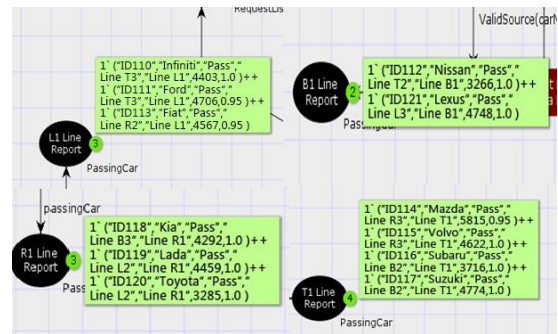 RequestLis
1` ("ID110","Infiniti","Pass","
Line T3","Line L1",4403,1.0 )++
1` ("ID111","Ford","Pass","
Line T3","Line L1",4706,0.95 )++
1` ("ID113","Fiat","Pass","
Line R2","Line L1",4567,0.95 )
L1 Line
Report
3
PassingCar
ValidSource(carN
1` ("ID112","Nissan","Pass","
Line T2","Line B1",3266,1.0 )++
1` ("ID121","Lexus","Pass","
Line L3","Line B1",4748,1.0 )
B1 Line
Report
2
PassingCar
passingCar
1` ("ID118","Kia","Pass","
Line B3","Line R1",4292,1.0 )++
1` ("ID119","Lada","Pass","
Line L2","Line R1",4459,1.0 )++
1` ("ID120","Toyota","Pass","
Line L2","Line R1",3285,1.0 )
R1 Line
Report
3
Pass
1` ("ID114","Mazda","Pass","
Line R3","Line T1",5815,0.95 )++
1` ("ID115","Volvo","Pass","
Line R3","Line T1",4622,1.0 )++
1` ("ID116","Subaru","Pass","
Line B2","Line T1",3716,1.0 )++
1` ("ID117","Suzuki","Pass","
Line B2","Line T1",4774,1.0 )
T1 Line
Report
4
PassingCar